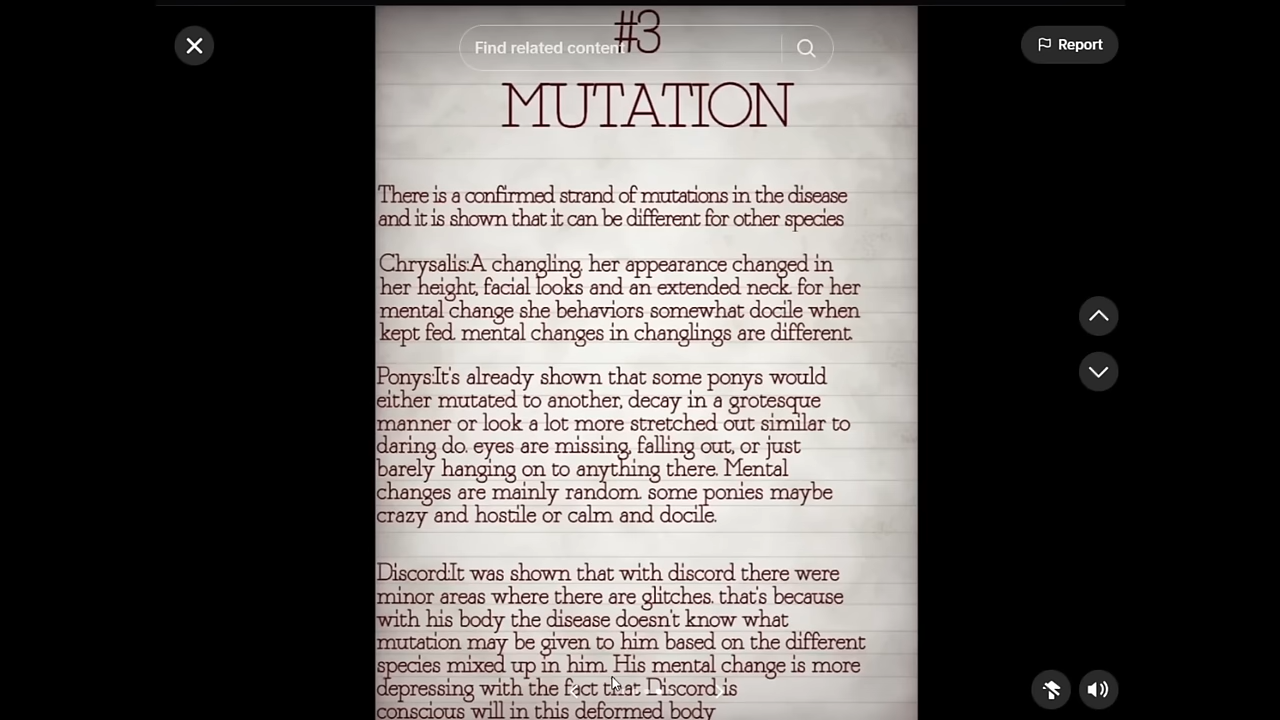 #3
Find related content
Report
MUTATION
There is a confirmed strand of mutations in the disease
and it is shown that it can be different for other species
Chrysalis:A changling. her appearance changed in
her height, facial looks and an extended neck. for her
mental change she behaviors somewhat docile when
kept fed. mental changes in changlings are different.
Ponys:It's already shown that some ponys would
either mutated to another, decay in a grotesque
manner or look a lot more stretched out similar to
daring do. eyes are missing, falling out, or just
barely hanging on to anything there. Mental
changes are mainly random. some ponies maybe
crazy and hostile or calm and docile.
Discord:It was shown that with discord there were
minor areas where there are glitches. that's because
with his body the disease doesn't know what
mutation may be given to him based on the different
species mixed up in him. His mental change is more
depressing with the fact that Discord is
conscious will in this deformed body